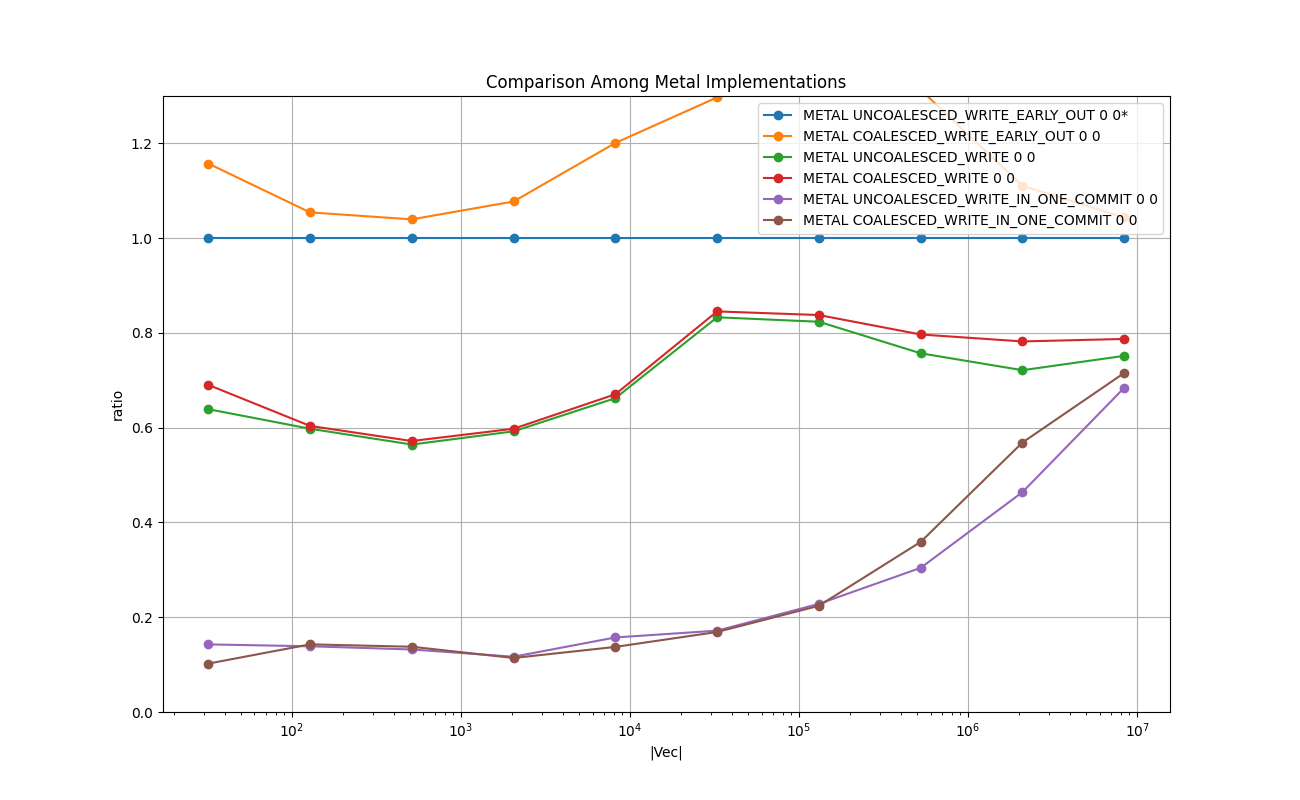 Comparison Among Metal Implementations
METAL UNCOALESCED_WRITE_EARLY_OUT 0 0*
METAL COALESCED_WRITE_EARLY_OUT 0 0
METAL UNCOALESCED_WRITE 0 0
METAL COALESCED_WRITE 0 0
METAL UNCOALESCED_WRITE_IN_ONE_COMMIT 0 0
METAL COALESCED_WRITE_IN_ONE_COMMIT 0 0
1.2
1.0
0.8
0.6
0.4
0.2
0.0
ratio
10² 10³ 10⁴ 10⁵ 10⁶ 10⁷
|Vec|